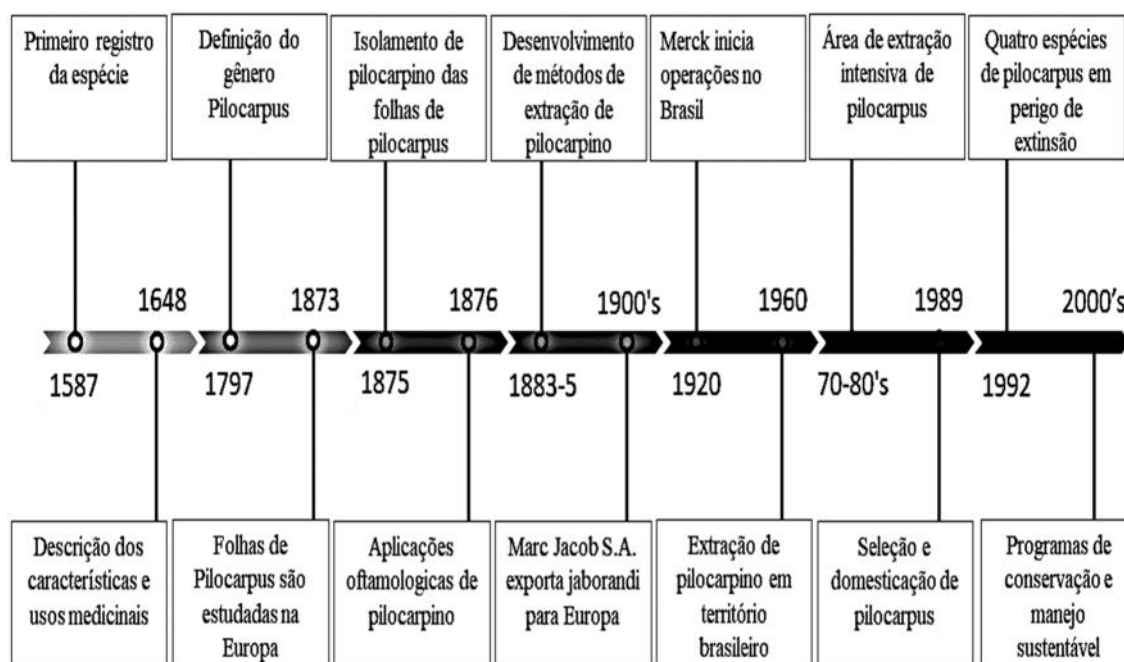 Primeiro registro
da espécie
Definição do
gênero
Pilocarpus
Isolamento de
pilocarpino das
folhas de
pilocarpus
Desenvolvimento
de métodos de
extração de
pilocarpino
Merck inicia
operações no
Brasil
Área de extração
intensiva de
pilocarpus
Quatro espécies
de pilocarpus em
perigo de
extinsão
1648
1873
1876
1900's
1960
1989
2000's
1587
1797
1875
1883-5
1920
70-80's
1992
Descrição dos
características e
usos medicinais
Folhas de
Pilocarpus são
estudadas na
Europa
Aplicações
oftamologicas de
pilocarpino
Marc Jacob S.A.
exporta jaborandi
para Europa
Extração de
pilocarpino em
território
brasileiro
Seleção e
domesticação de
pilocarpus
Programas de
conservação e
manejo
sustentável